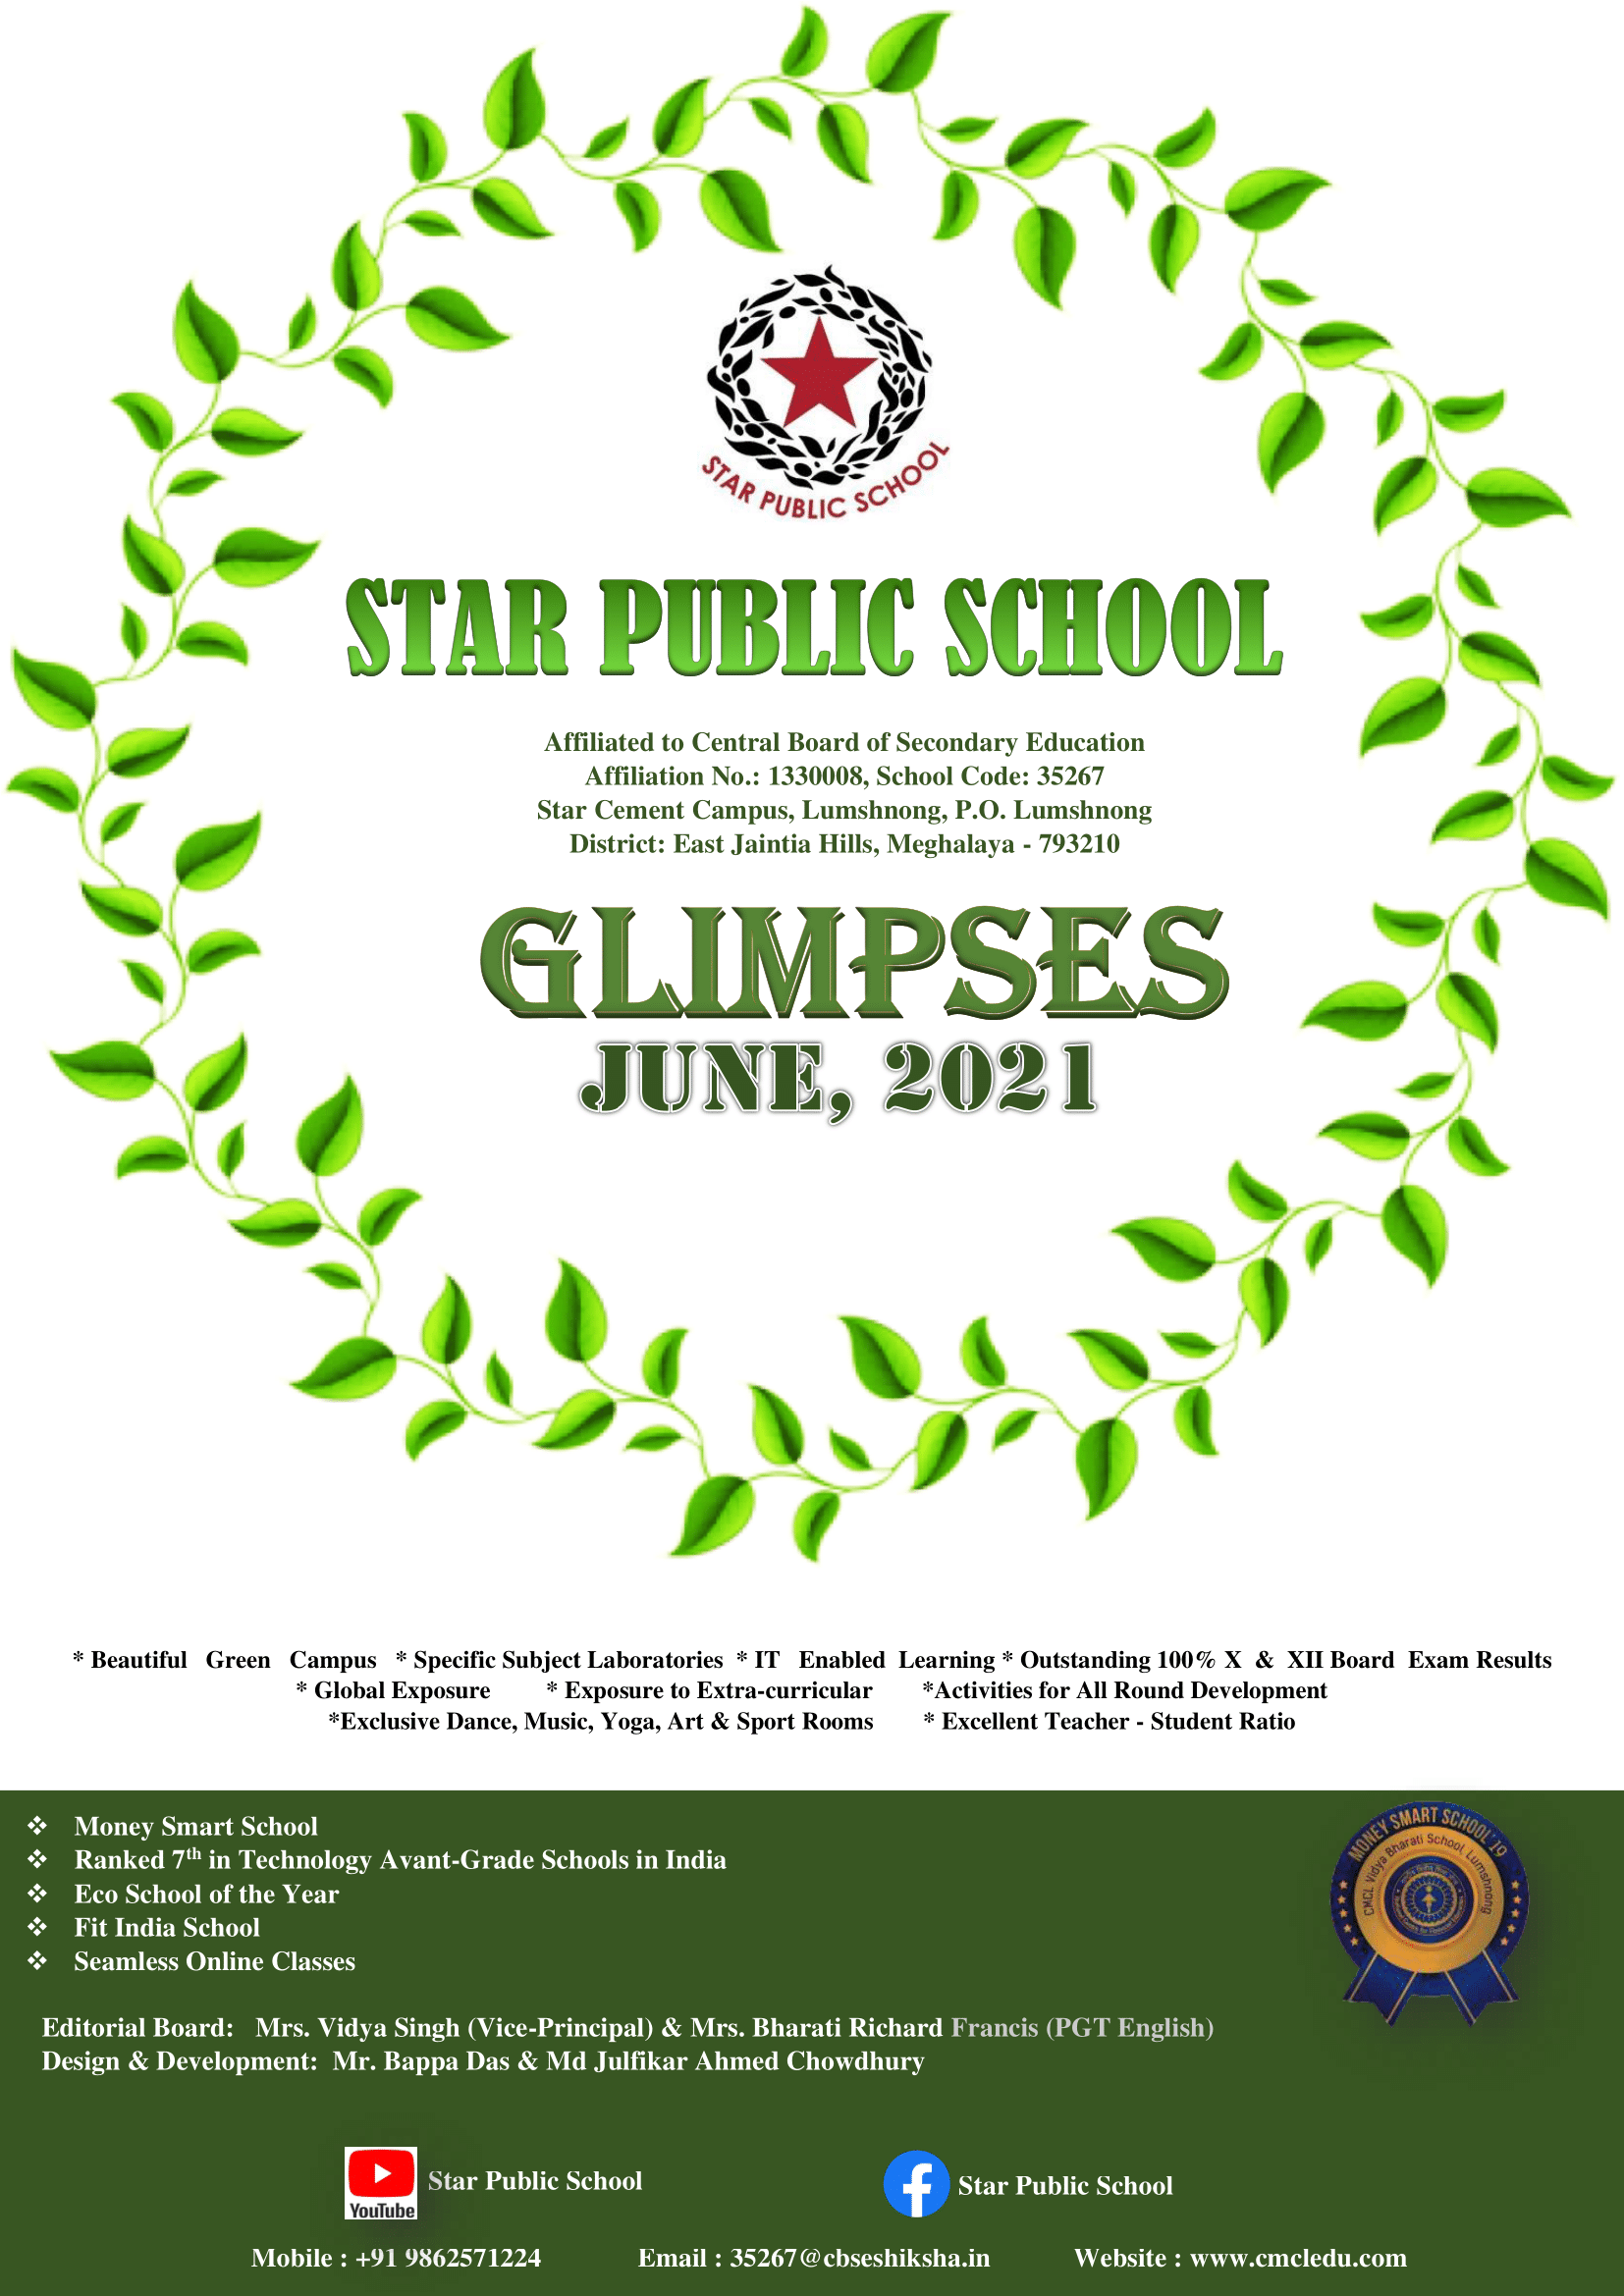 STAR PUBLIC SCHOOL
STAR PUBLIC SCHOOL
Affiliated to Central Board of Secondary Education
Affiliation No.: 1330008, School Code: 35267
Star Cement Campus, Lumshnong, P.O. Lumshnong
District: East Jaintia Hills, Meghalaya - 793210
GLIMPSES
JUNE, 2021
* Beautiful Green Campus * Specific Subject Laboratories * IT Enabled Learning * Outstanding 100% X & XII Board Exam Results
* Global Exposure * Exposure to Extra-curricular *Activities for All Round Development
*Exclusive Dance, Music, Yoga, Art & Sport Rooms * Excellent Teacher - Student Ratio
❖ Money Smart School
❖ Ranked 7th in Technology Avant-Grade Schools in India
❖ Eco School of the Year
❖ Fit India School
❖ Seamless Online Classes
MONEY SMART SCHOOL'19
CMCL Vidya Bharati School, Lumshnong
Editorial Board: Mrs. Vidya Singh (Vice-Principal) & Mrs. Bharati Richard Francis (PGT English)
Design & Development: Mr. Bappa Das & Md Julfikar Ahmed Chowdhury
YouTube
Star Public School
Star Public School
Mobile : +91 9862571224 Email : 35267@cbseshiksha.in Website : www.cmcledu.com